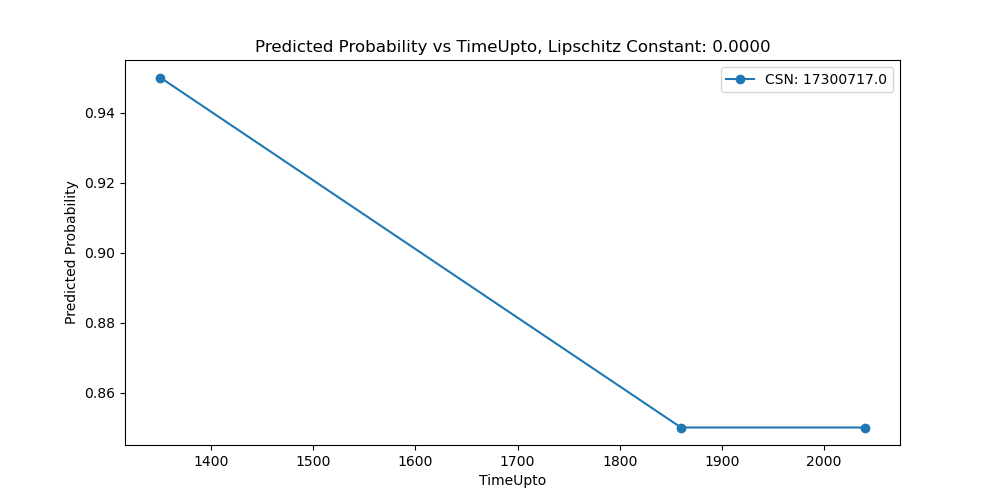 Predicted Probability vs TimeUpto, Lipschitz Constant: 0.0000
CSN: 17300717.0
Predicted Probability
0.94
0.92
0.90
0.88
0.86
1400 1500 1600 1700 1800 1900 2000
TimeUpto